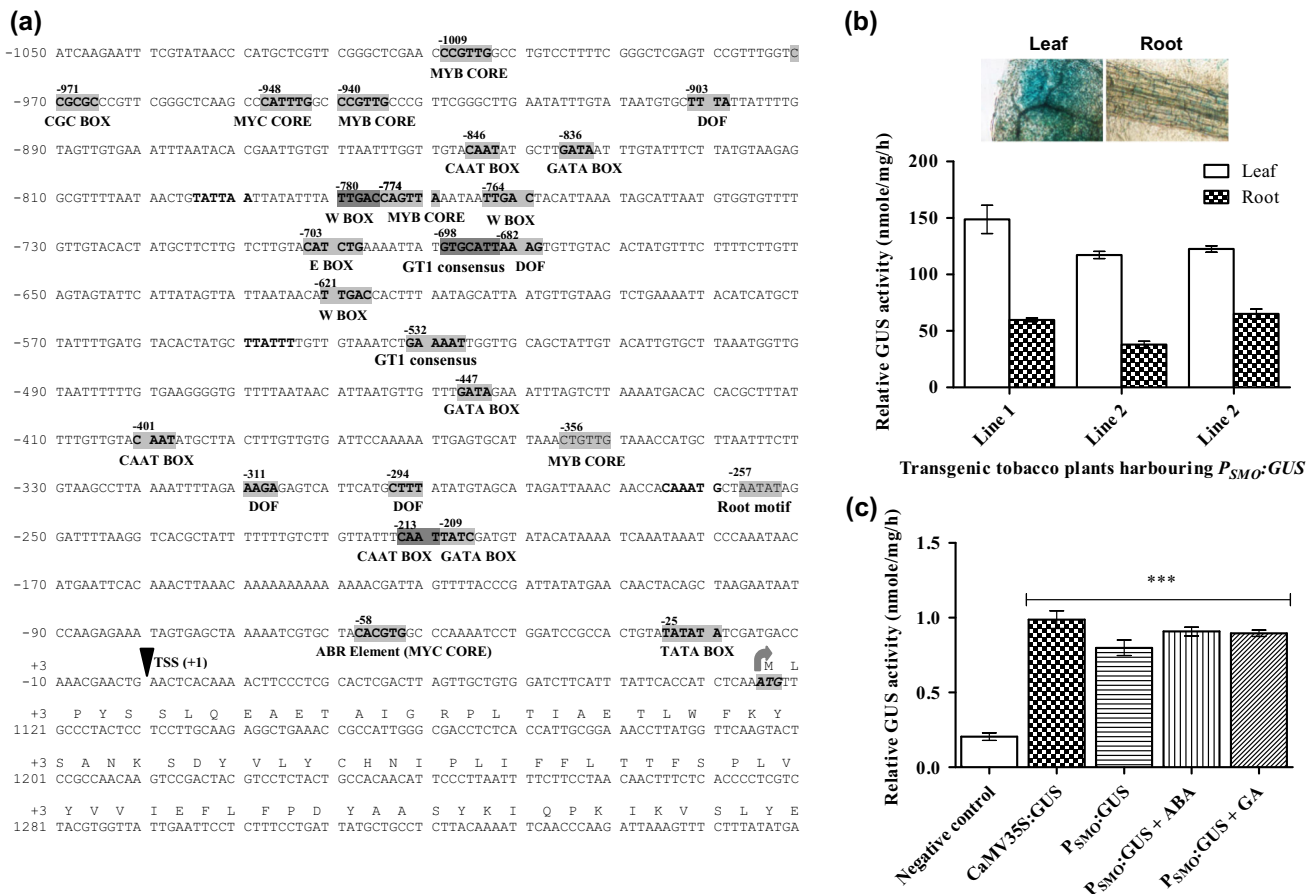 (a)
-1009
-1050 ATCAAGAATT TCGTATAACC CATGCTCGTT CGGGCTCGAAC CCGTTGGCC TGTCCTTTTC GGGCTCGAGT CCGTTTGGTC
MYB CORE
-971 -948 -940 -903
-970 CGCGCCCGTT CGGGCTCAAG CCCATTTGGC CCCGTTGCCCG TTCGGGCTTG AATATTTGTA TAATGTGCTT TATTATTTTG
CGC BOX MYC CORE MYB CORE DOF
-846 -836
-890 TAGTTGTGAA ATTTAATACA CGAATTGTGT TTAATTTGGT TGTACAATAT GCTTGATAAT TTGTATTTCT TATGTAAGAG
CAAT BOX GATA BOX
-780 -774 -764
-810 GCGTTTTAAT AACTGTATTAA ATTATATTTA TTGACCAGTTA AATAATTGA CTACATTAAA TAGCATTAAT GTGGTGTTTT
W BOX MYB CORE W BOX
-703 -698 -682
-730 GTTGTACACT ATGCTTCTTG TCTTGTACAT CTGAAAATTA TGTGCATTAA AGTGTTGTAC ACTATGTTTC TTTTCTTGTT
E BOX GT1 consensus DOF
-621
-650 AGTAGTATTC ATTATAGTTA TTAATAACAT TGACCACTTT AATAGCATTA ATGTTGTAAG TCTGAAAATT ACATCATGCT
W BOX
-532
-570 TATTTTGATG TACACTATGC TTATTTTGTT GTAAATCTGA AAATTGGTTG CAGCTATTGT ACATTGTGCT TAAATGGTTG
GT1 consensus
-447
-490 TAATTTTTTG TGAAGGGGTG TTTTAATAAC ATTAATGTTG TTTGATAGAA ATTTAGTCTT AAAATGACAC CACGCTTTAT
GATA BOX
-401 -356
-410 TTTGTTGTAC AATATGCTTA CTTTGTTGTG ATTCCAAAAA TTGAGTGCAT TAAACTGTTG TAAACCATGC TTAATTTCTT
CAAT BOX MYB CORE
-311 -294 -257
-330 GTAAGCCTTA AAATTTTAGA AAGAGAGTCA TTCATGCTTT ATATGTAGCA TAGATTAAAC AACCACAAAT GCTAATATAG
DOF DOF Root motif
-213 -209
-250 GATTTTAAGG TCACGCTATT TTTTTGTCTT GTTATTTCAA TTATCGATGT ATACATAAAA TCAAATAAAT CCCAAATAAC
CAAT BOX GATA BOX
-170 ATGAATTCAC AAACTTAAAC AAAAAAAAAA AAAACGATTA GTTTTACCCG ATTATATGAA CAACTACAGC TAAGAATAAT
-58 -25
-90 CCAAGAGAAA TAGTGAGCTA AAAATCGTGC TACACGTGGC CCAAAATCCT GGATCCGCCA CTGTATATAT ATCGATGACC
ABR Element (MYC CORE) TATA BOX
+3 TSS (+1) M L
-10 AAACGAACTG AACTCACAAA ACTTCCCTCG CACTCGACTT AGTTGCTGTG GATCTTCATT TATTCACCAT CTCAAATGTT
+3 P Y S S L Q E A E T A I G R P L T I A E T L W F K Y
1121 GCCCTACTCC TCCTTGCAAG AGGCTGAAAC CGCCATTGGG CGACCTCTCA CCATTGCGGA AACCTTATGG TTCAAGTACT
+3 S A N K S D Y V L Y C H N I P L I F F L T T F S P L V
1201 CCGCCAACAA GTCCGACTAC GTCCTCTACT GCCACAACAT TCCCTTAATT TTCTTCCTAA CAACTTTCTC ACCCCTCGTC
+3 Y V V I E F L F P D Y A A S Y K I Q P K I K V S L Y E
1281 TACGTGGTTA TTGAATTCCT CTTTCCTGAT TATGCTGCCT CTTACAAAAT TCAACCCAAG ATTAAAGTTT CTTTATATGA
(b)
Leaf Root
Relative GUS activity (nmole/mg/h)
200
150
100
50
0
Leaf
Root
Line 1 Line 2 Line 2
Transgenic tobacco plants harbouring PSMO:GUS
(c)
Relative GUS activity (nmole/mg/h)
1.5
1.0
0.5
0.0
***
Negative control
CaMV35S:GUS
PSMO:GUS
PSMO:GUS + ABA
PSMO:GUS + GA